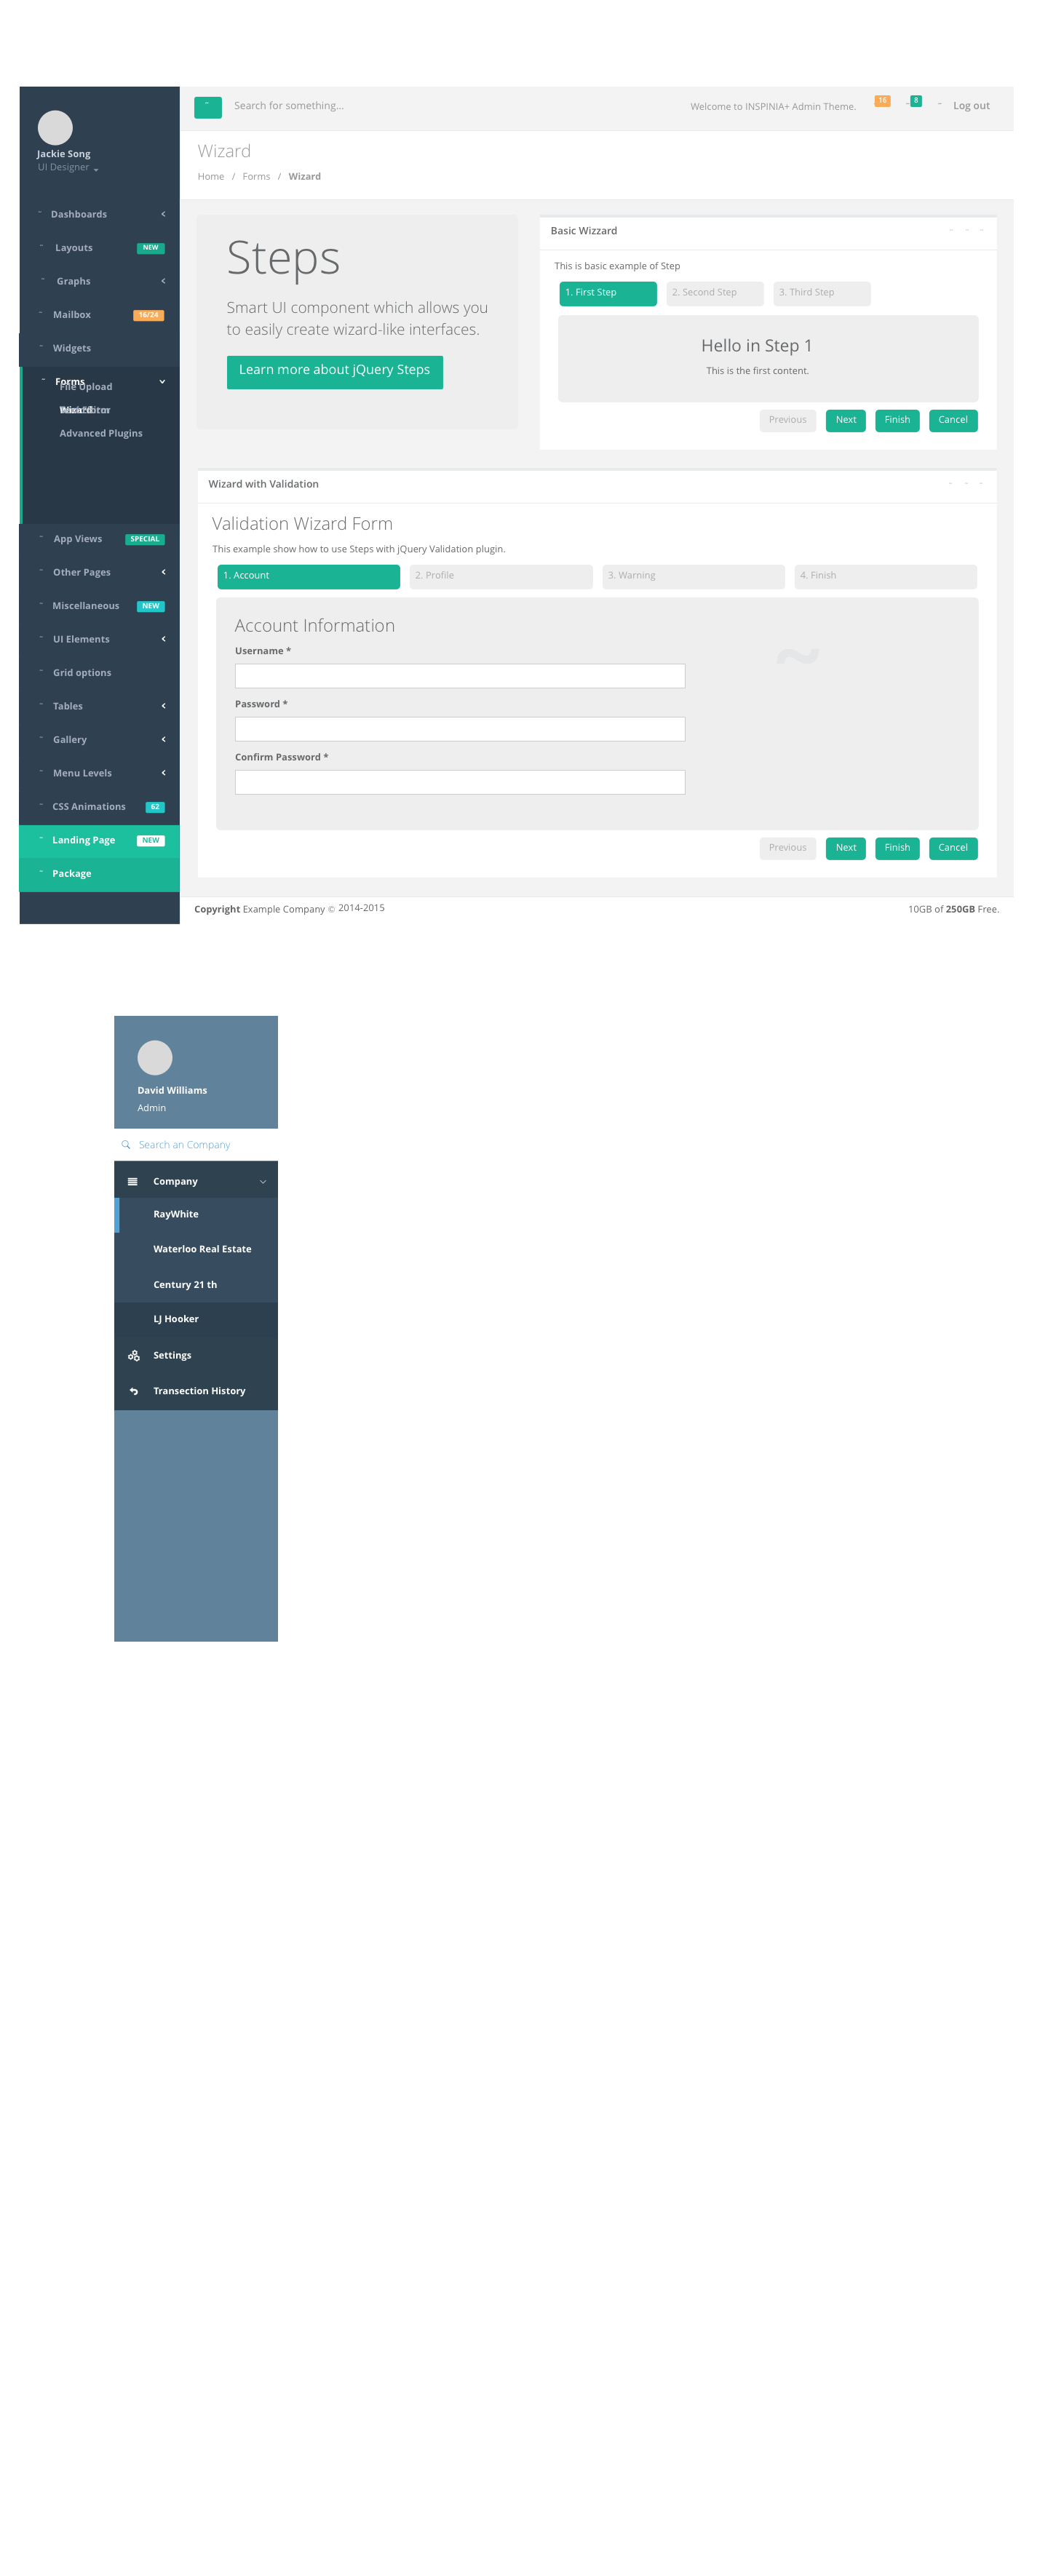 Jackie Song
UI Designer
Dashboards
Layouts NEW
Graphs
Mailbox 16/24
Widgets
Forms
File Upload
Wizard
Advanced Plugins
App Views SPECIAL
Other Pages
Miscellaneous NEW
UI Elements
Grid options
Tables
Gallery
Menu Levels
CSS Animations 62
Landing Page NEW
Package
Search for something...
Welcome to INSPINIA+ Admin Theme. 16 8 Log out
Wizard
Home / Forms / Wizard
Steps
Smart UI component which allows you
to easily create wizard-like interfaces.
Learn more about jQuery Steps
Basic Wizzard
This is basic example of Step
1. First Step 2. Second Step 3. Third Step
Hello in Step 1
This is the first content.
Previous Next Finish Cancel
Wizard with Validation
Validation Wizard Form
This example show how to use Steps with jQuery Validation plugin.
1. Account 2. Profile 3. Warning 4. Finish
Account Information
Username *
Password *
Confirm Password *
Previous Next Finish Cancel
Copyright Example Company © 2014-2015
10GB of 250GB Free.
David Williams
Admin
Search an Company
Company
RayWhite
Waterloo Real Estate
Century 21 th
LJ Hooker
Settings
Transection History